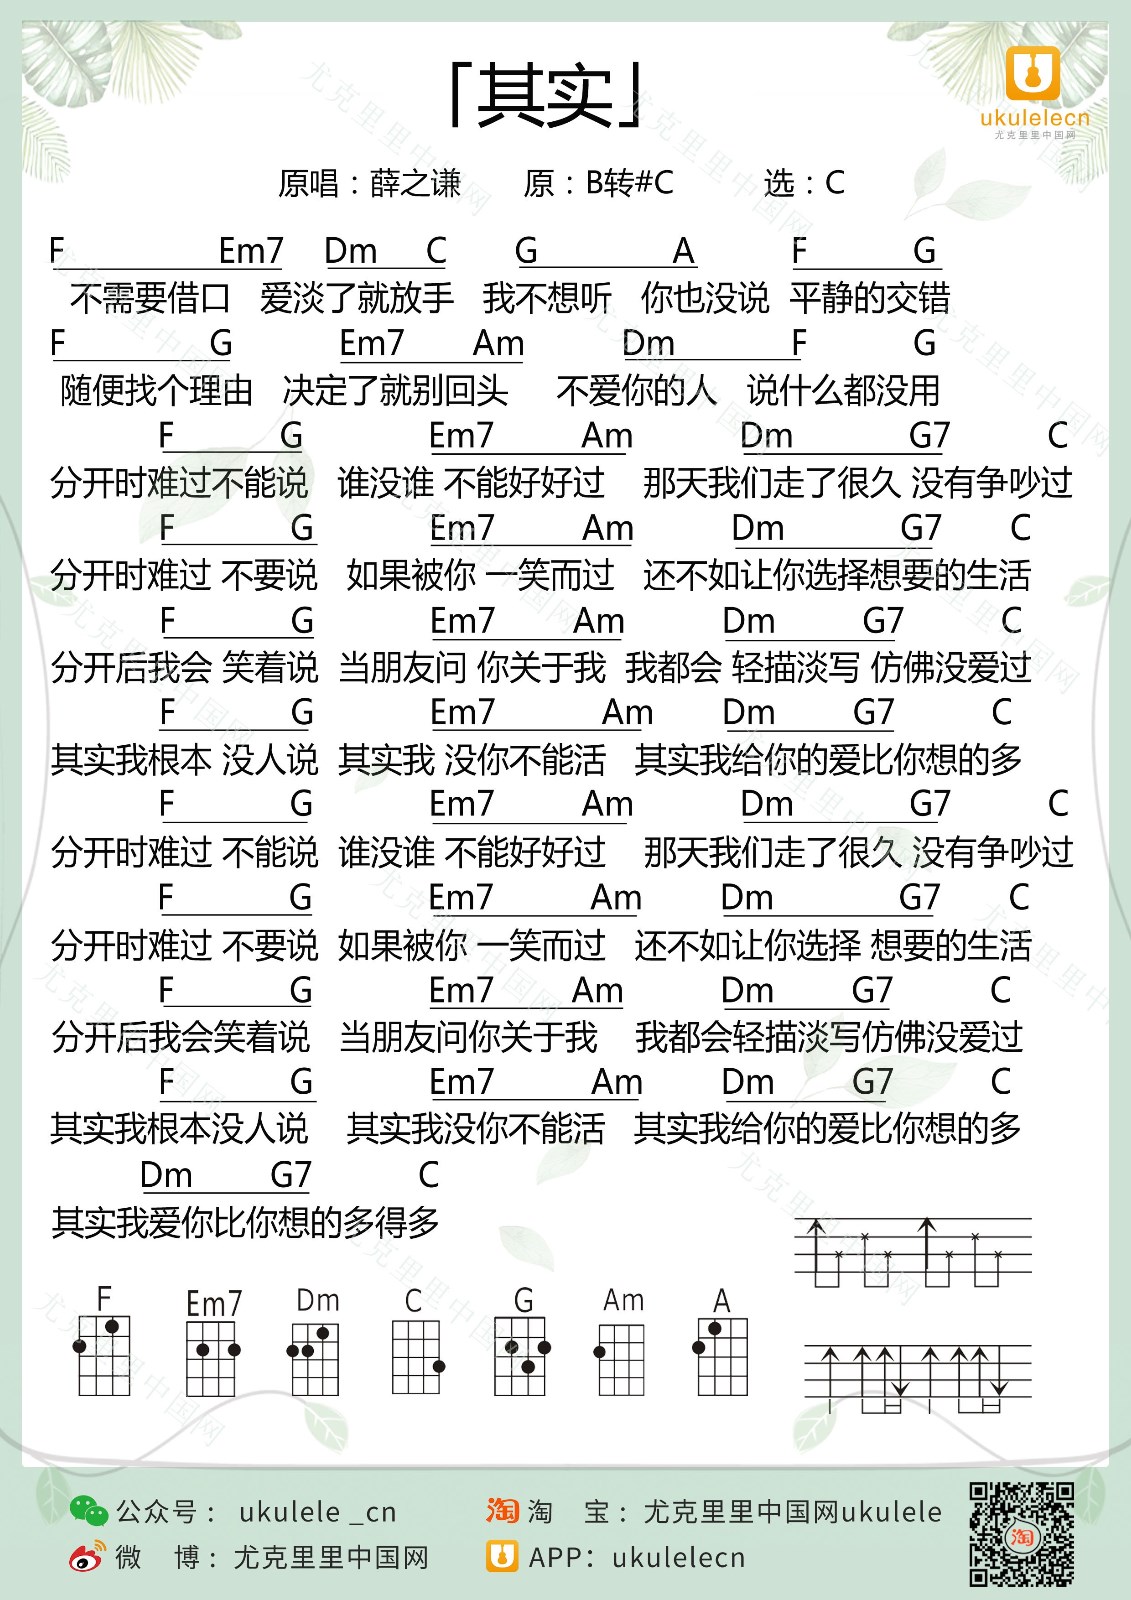 「其实」
ukulelecn
尤克里里中国网
原唱：薛之谦 原：B转#C 选：C
F Em7 Dm C G A F G
不需要借口 爱淡了就放手 我不想听 你也没说 平静的交错
F G Em7 Am Dm F G
随便找个理由 决定了就别回头 不爱你的人 说什么都没用
F G Em7 Am Dm G7 C
分开时难过不能说 谁没谁 不能好好过 那天我们走了很久 没有争吵过
F G Em7 Am Dm G7 C
分开时难过 不要说 如果被你 一笑而过 还不如让你选择想要的生活
F G Em7 Am Dm G7 C
分开后我会 笑着说 当朋友问 你关于我 我都会 轻描淡写 仿佛没爱过
F G Em7 Am Dm G7 C
其实我根本 没人说 其实我 没你不能活 其实我给你的爱比你想的多
F G Em7 Am Dm G7 C
分开时难过 不能说 谁没谁 不能好好过 那天我们走了很久 没有争吵过
F G Em7 Am Dm G7 C
分开时难过 不要说 如果被你 一笑而过 还不如让你选择 想要的生活
F G Em7 Am Dm G7 C
分开后我会笑着说 当朋友问你关于我 我都会轻描淡写仿佛没爱过
F G Em7 Am Dm G7 C
其实我根本没人说 其实我没你不能活 其实我给你的爱比你想的多
Dm G7 C
其实我爱你比你想的多得多
F Em7 Dm C G Am A
公众号： ukulele _cn 淘 淘 宝：尤克里里中国网ukulele
微 博：尤克里里中国网 APP：ukulelecn
淘